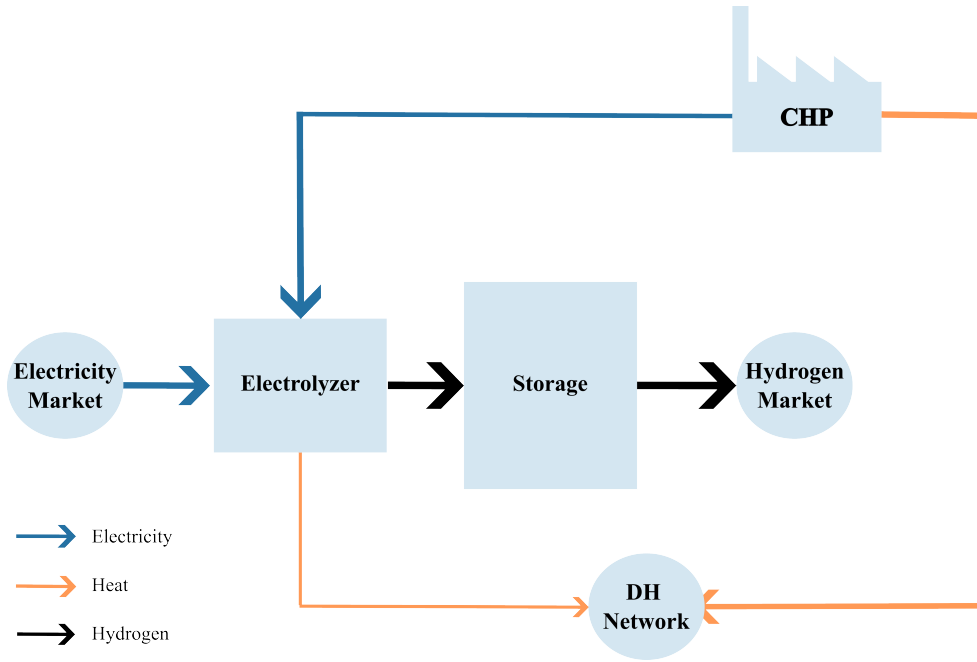 CHP
Electricity
Market
Electrolyzer
Storage
Hydrogen
Market
Electricity
Heat
Hydrogen
DH
Network